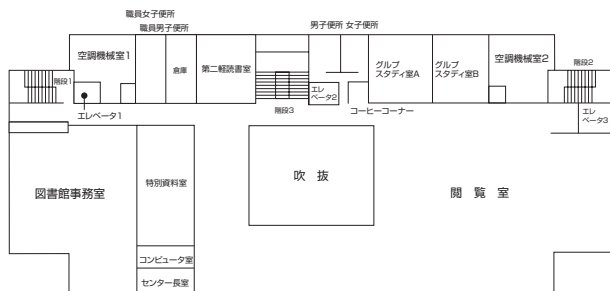 職員女子便所
職員男子便所
男子便所 女子便所
空調機械室1
倉庫
第二軽読書室
グルプ
スタディ室A
グルプ
スタディ室B
空調機械室2
階段2
階段1
エレ
ベータ2
エレベータ1
階段3
コーヒーコーナー
エレ
ベータ3
特別資料室
吹 抜
図書館事務室
閲 覧 室
コンピュータ室
センター長室